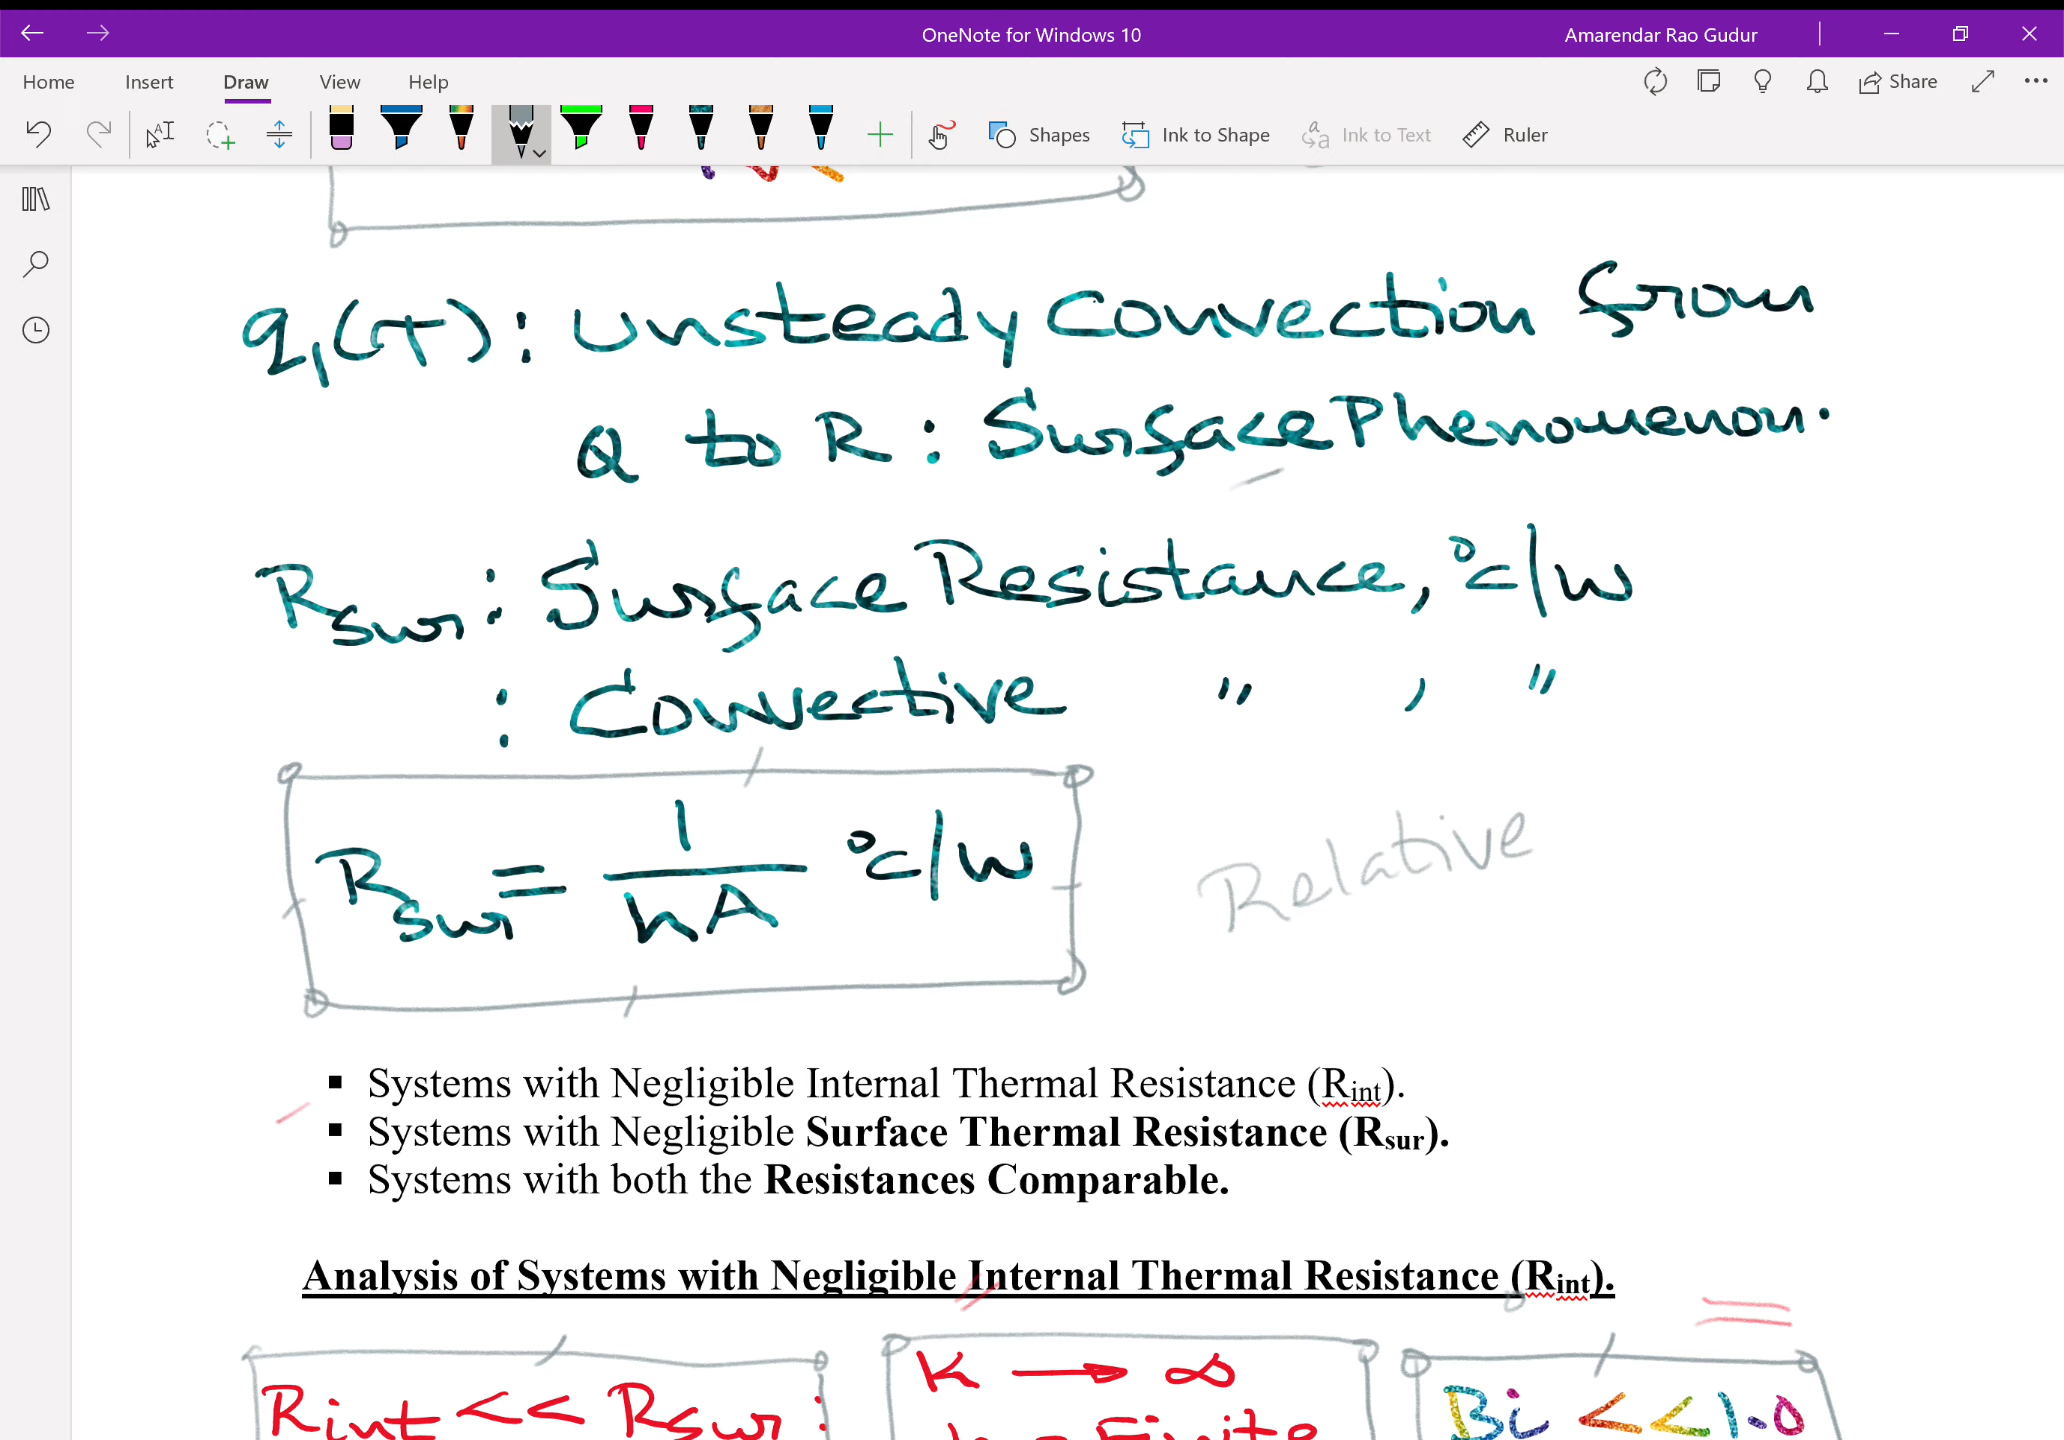 OneNote for Windows 10
Amarendar Rao Gudur
Home Insert Draw View Help
Share
Shapes Ink to Shape Ink to Text Ruler
q₁(τ): Unsteady Convection from
Q to R: Surface Phenomenon.
Rsur: Surface Resistance, °C/W
: Convective " , "
Rsur = 1/hA °C/W
Relative
▪ Systems with Negligible Internal Thermal Resistance (Rint).
▪ Systems with Negligible Surface Thermal Resistance (Rsur).
▪ Systems with both the Resistances Comparable.
Analysis of Systems with Negligible Internal Thermal Resistance (Rint).
Rint << Rsur:
K → ∞
h = Finite
Bi << 1.0